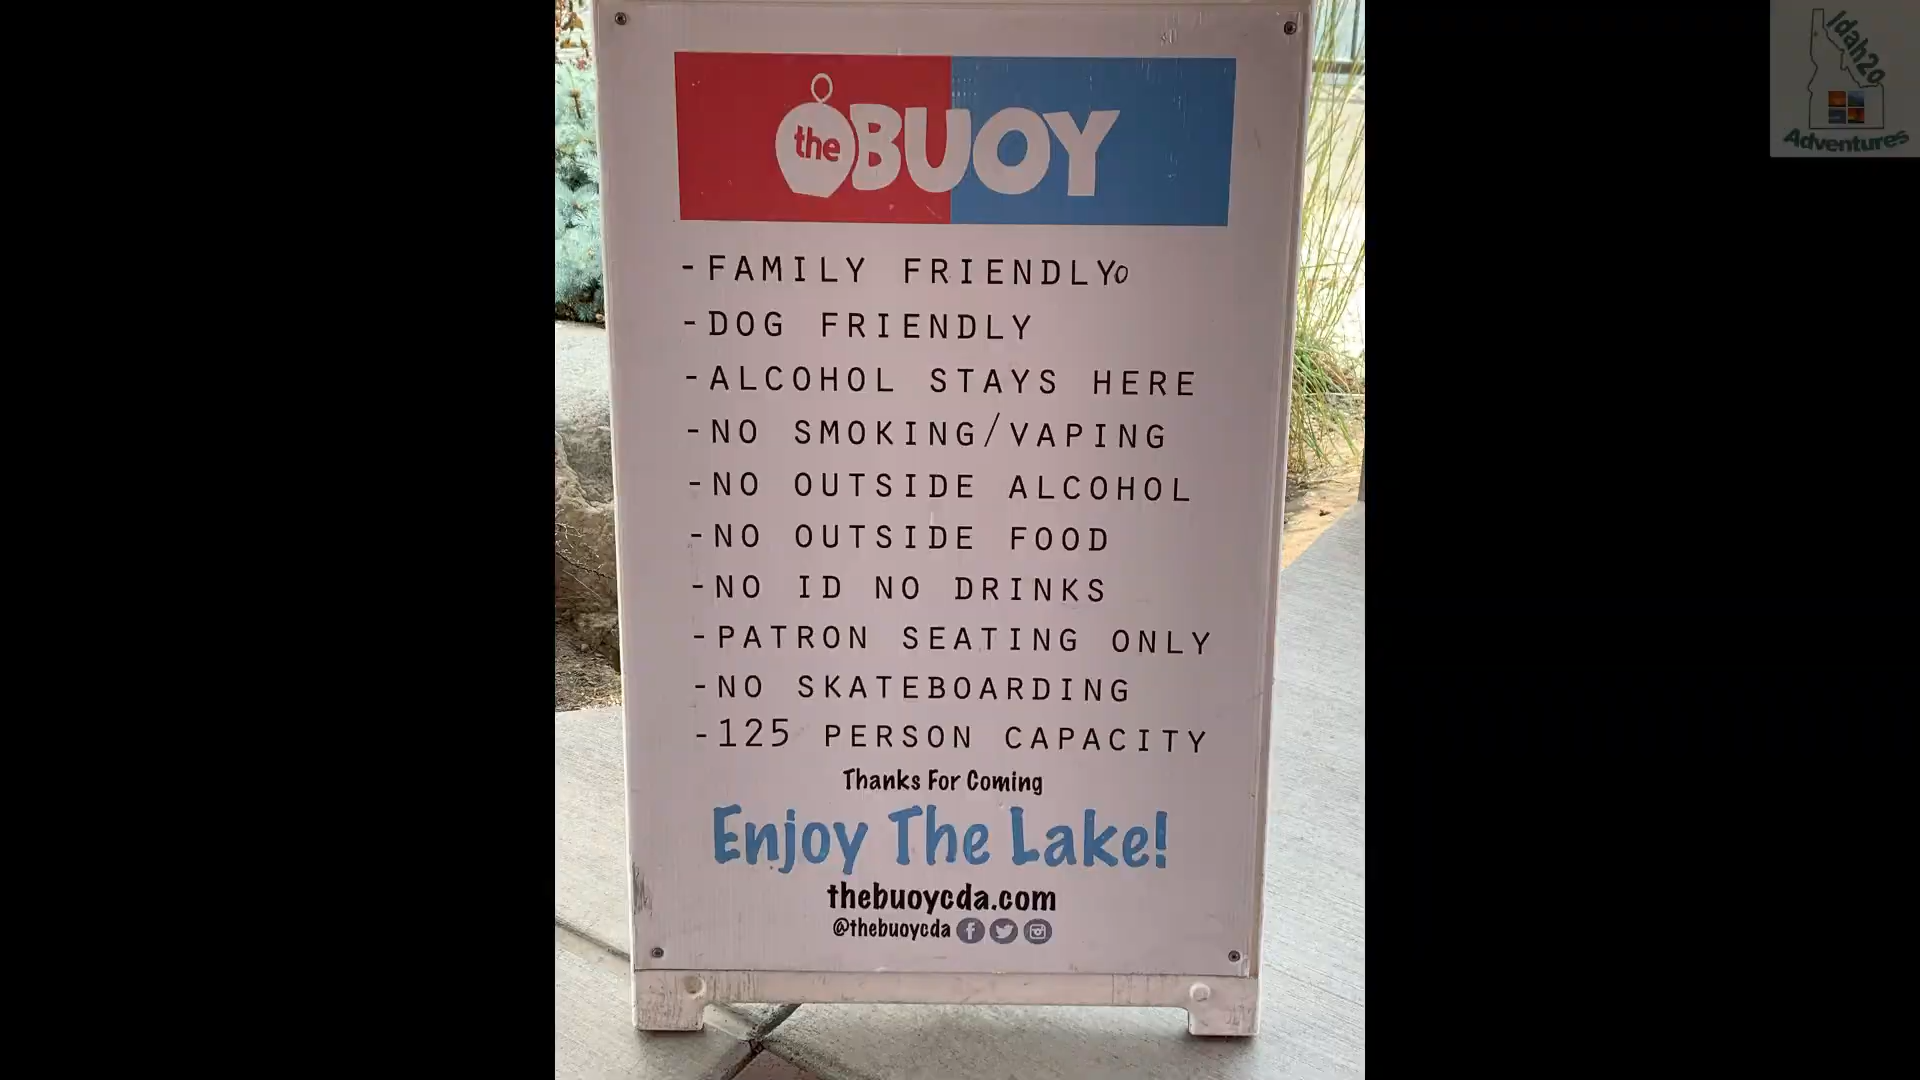 the BUOY
-FAMILY FRIENDLYO
-DOG FRIENDLY
-ALCOHOL STAYS HERE
-NO SMOKING/VAPING
-NO OUTSIDE ALCOHOL
-NO OUTSIDE FOOD
-NO ID NO DRINKS
-PATRON SEATING ONLY
-NO SKATEBOARDING
-125 PERSON CAPACITY
Thanks For Coming
Enjoy The Lake!
thebuoycda.com
@thebuoycda
Idah2o
Adventures